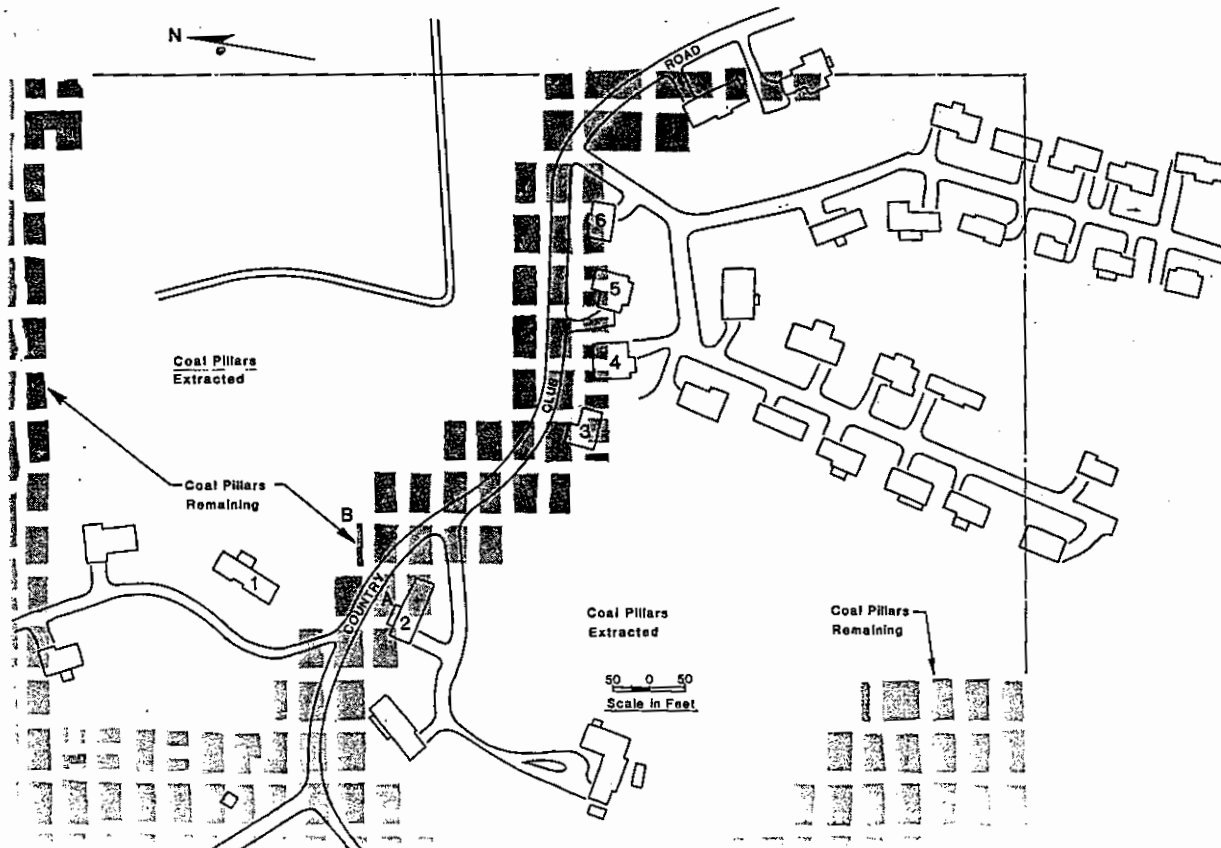 N
ROAD
6
5
Coal Pillars
Extracted
4
CLUB
3
Coal Pillars
Remaining
B
1
COUNTRY
A
2
Coal Pillars
Extracted
Coal Pillars
Remaining
50 0 50
Scale in Feet